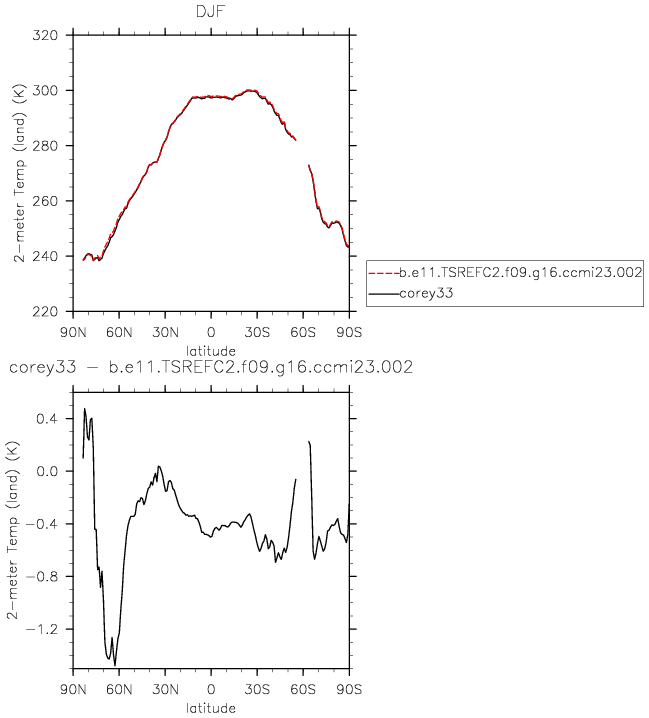 DJF
320
300
280
260
240
220
2-meter Temp (land) (K)
90N 60N 30N 0 30S 60S 90S
latitude
b.e11.TSREFC2.f09.g16.ccmi23.002
corey33
corey33 - b.e11.TSREFC2.f09.g16.ccmi23.002
0.4
0.0
-0.4
-0.8
-1.2
2-meter Temp (land) (K)
90N 60N 30N 0 30S 60S 90S
latitude